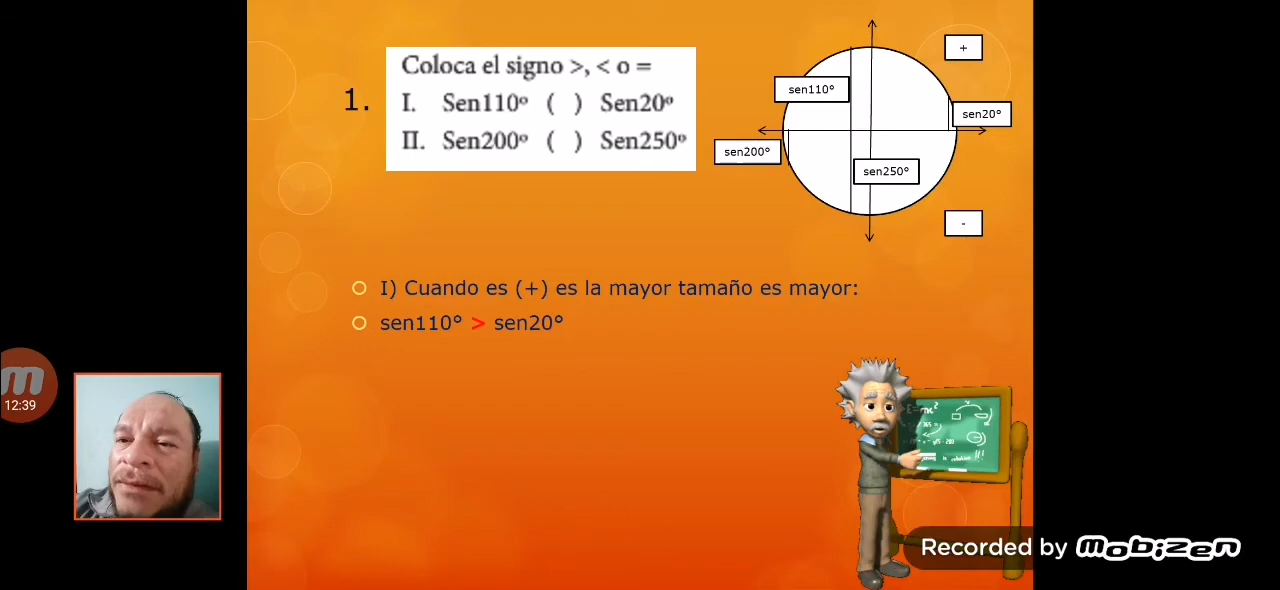 Coloca el signo >, < o =
1.
I. Sen110º ( ) Sen20º
II. Sen200º ( ) Sen250º
+
sen110°
sen20°
sen200°
sen250°
-
I) Cuando es (+) es la mayor tamaño es mayor:
sen110° > sen20°
12:39
Recorded by Mobizen